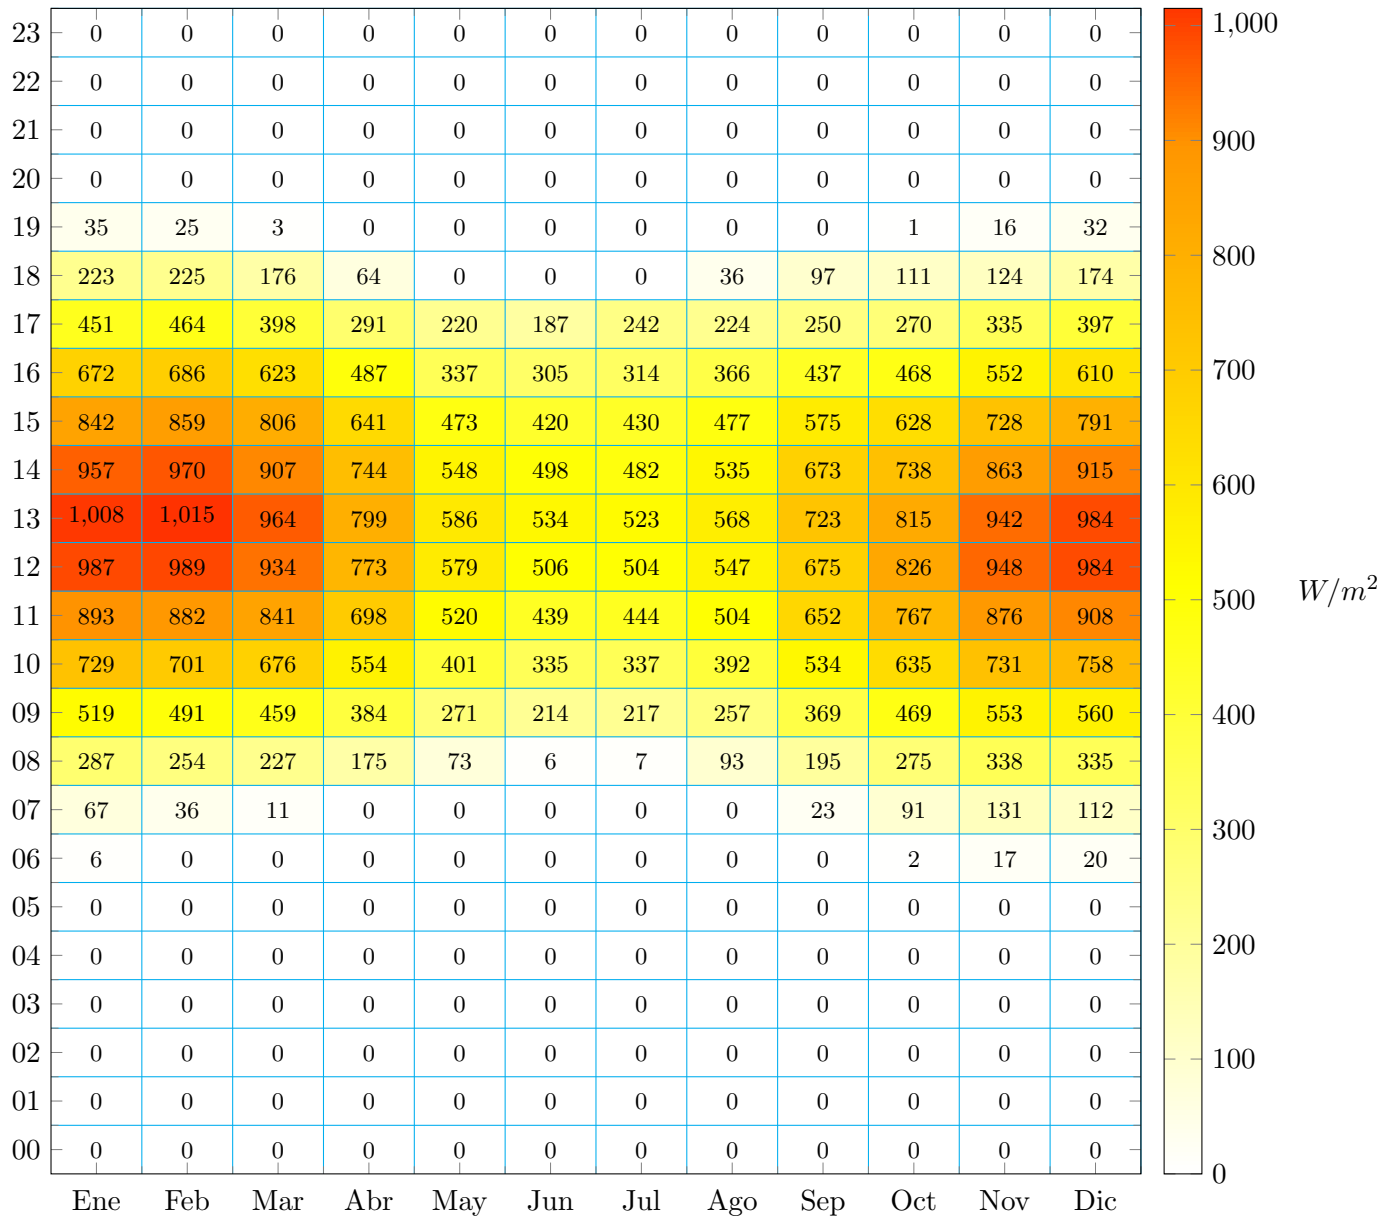 23 0 0 0 0 0 0 0 0 0 0 0 0 1,000
22 0 0 0 0 0 0 0 0 0 0 0 0
21 0 0 0 0 0 0 0 0 0 0 0 0 900
20 0 0 0 0 0 0 0 0 0 0 0 0
19 35 25 3 0 0 0 0 0 0 1 16 32 800
18 223 225 176 64 0 0 0 36 97 111 124 174
17 451 464 398 291 220 187 242 224 250 270 335 397
16 672 686 623 487 337 305 314 366 437 468 552 610 700
15 842 859 806 641 473 420 430 477 575 628 728 791
14 957 970 907 744 548 498 482 535 673 738 863 915 600
13 1,008 1,015 964 799 586 534 523 568 723 815 942 984
12 987 989 934 773 579 506 504 547 675 826 948 984
11 893 882 841 698 520 439 444 504 652 767 876 908 500 W/m²
10 729 701 676 554 401 335 337 392 534 635 731 758
09 519 491 459 384 271 214 217 257 369 469 553 560 400
08 287 254 227 175 73 6 7 93 195 275 338 335
07 67 36 11 0 0 0 0 0 23 91 131 112 300
06 6 0 0 0 0 0 0 0 0 2 17 20
05 0 0 0 0 0 0 0 0 0 0 0 0
04 0 0 0 0 0 0 0 0 0 0 0 0 200
03 0 0 0 0 0 0 0 0 0 0 0 0
02 0 0 0 0 0 0 0 0 0 0 0 0 100
01 0 0 0 0 0 0 0 0 0 0 0 0
00 0 0 0 0 0 0 0 0 0 0 0 0 0
Ene Feb Mar Abr May Jun Jul Ago Sep Oct Nov Dic